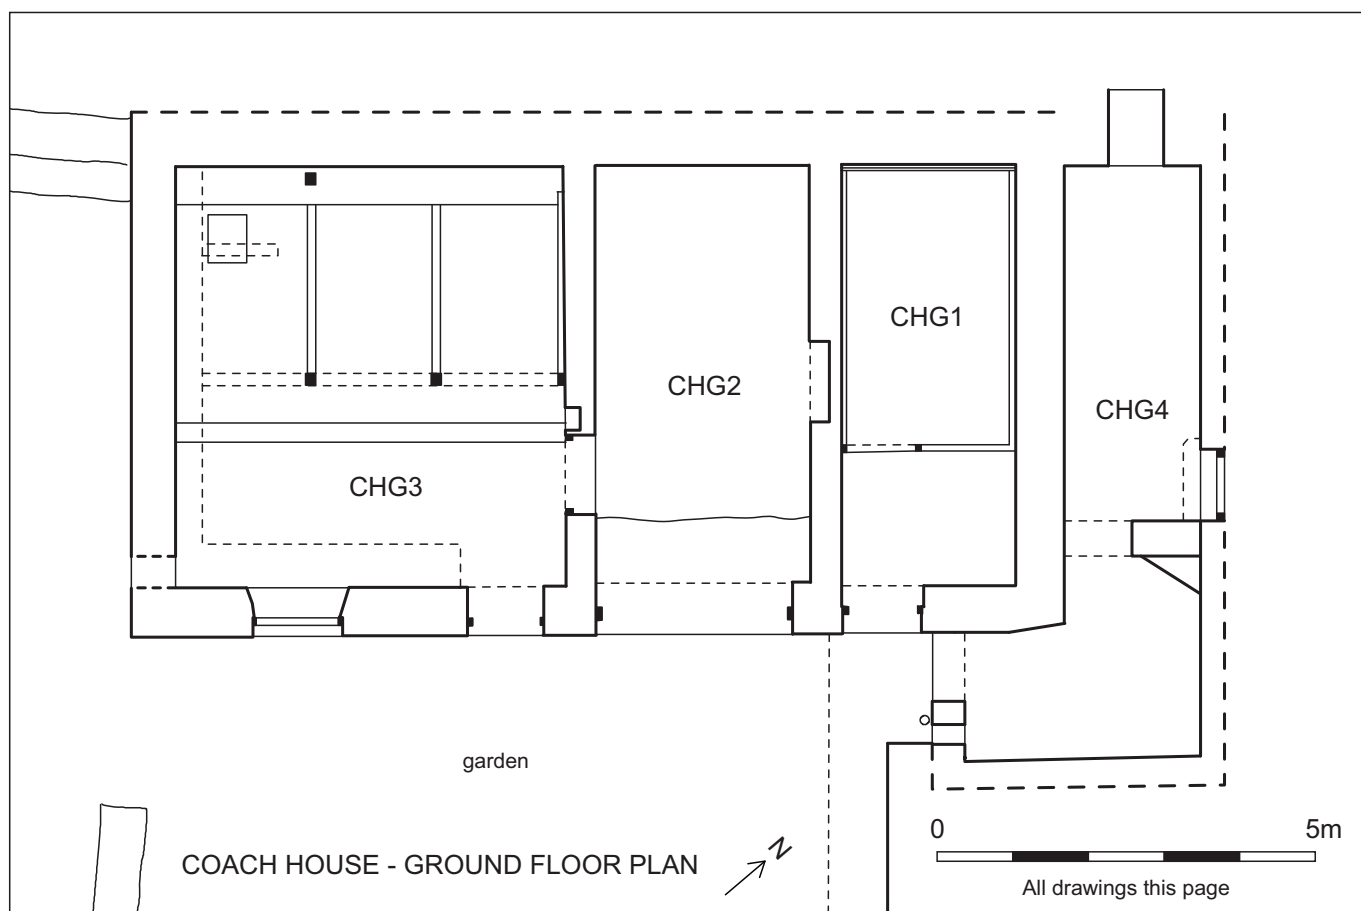 CHG1
CHG2
CHG4
CHG3
garden
0 5m
COACH HOUSE - GROUND FLOOR PLAN
N
All drawings this page